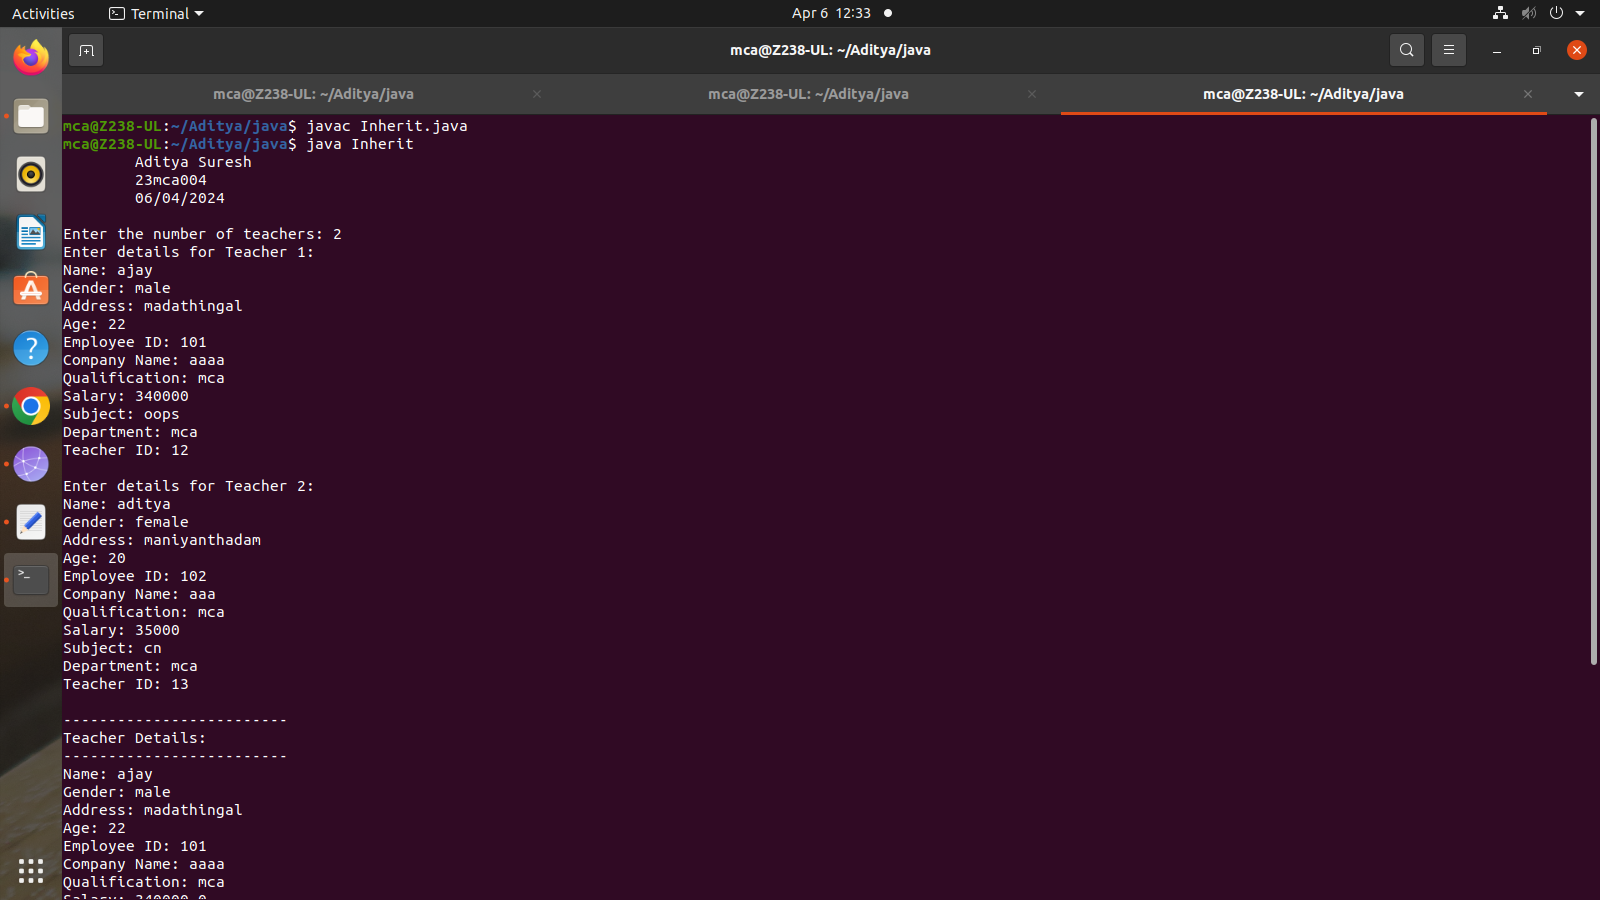 Activities
Terminal
Apr 6 12:33
mca@Z238-UL: ~/Aditya/java
mca@Z238-UL: ~/Aditya/java
mca@Z238-UL: ~/Aditya/java
mca@Z238-UL: ~/Aditya/java
mca@Z238-UL:~/Aditya/java$ javac Inherit.java
mca@Z238-UL:~/Aditya/java$ java Inherit
Aditya Suresh
23mca004
06/04/2024
Enter the number of teachers: 2
Enter details for Teacher 1:
Name: ajay
Gender: male
Address: madathingal
Age: 22
Employee ID: 101
Company Name: aaaa
Qualification: mca
Salary: 340000
Subject: oops
Department: mca
Teacher ID: 12
Enter details for Teacher 2:
Name: aditya
Gender: female
Address: maniyanthadam
Age: 20
Employee ID: 102
Company Name: aaa
Qualification: mca
Salary: 35000
Subject: cn
Department: mca
Teacher ID: 13
-------------------------
Teacher Details:
-------------------------
Name: ajay
Gender: male
Address: madathingal
Age: 22
Employee ID: 101
Company Name: aaaa
Qualification: mca
Salary: 340000.0